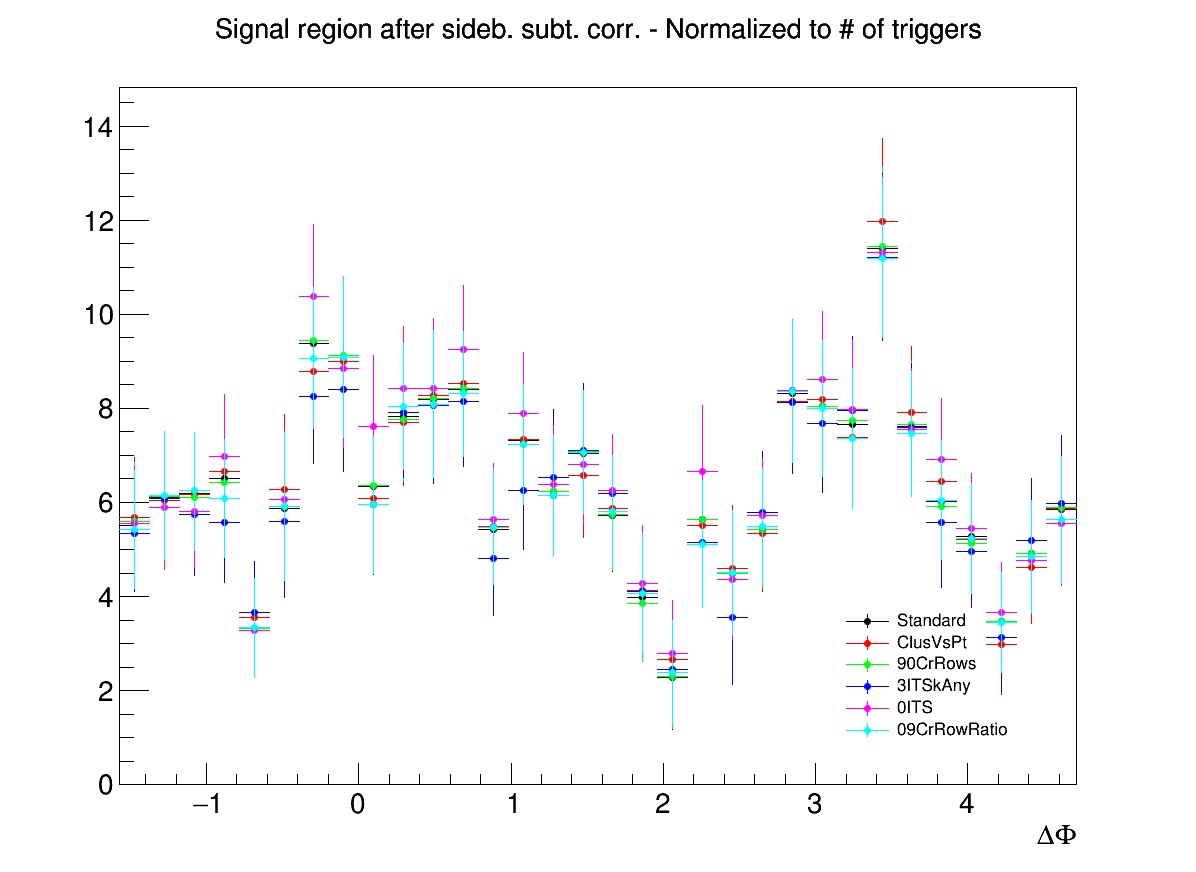 Signal region after sideb. subt. corr. - Normalized to # of triggers
14
12
10
8
6
4
2
0
Standard
ClusVsPt
90CrRows
3ITSkAny
0ITS
09CrRowRatio
−1
0
1
2
3
4
ΔΦ